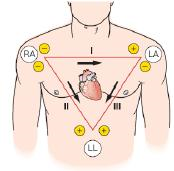 I
RA − + LA
− +
II III
+ +
LL